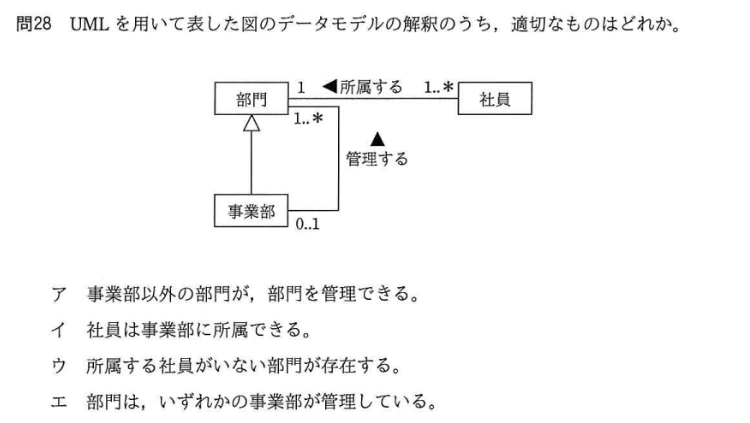 問28 UMLを用いて表した図のデータモデルの解釈のうち，適切なものはどれか。
部門
1
◀所属する
1..*
社員
1..*
▲
管理する
事業部
0..1
ア 事業部以外の部門が，部門を管理できる。
イ 社員は事業部に所属できる。
ウ 所属する社員がいない部門が存在する。
エ 部門は，いずれかの事業部が管理している。